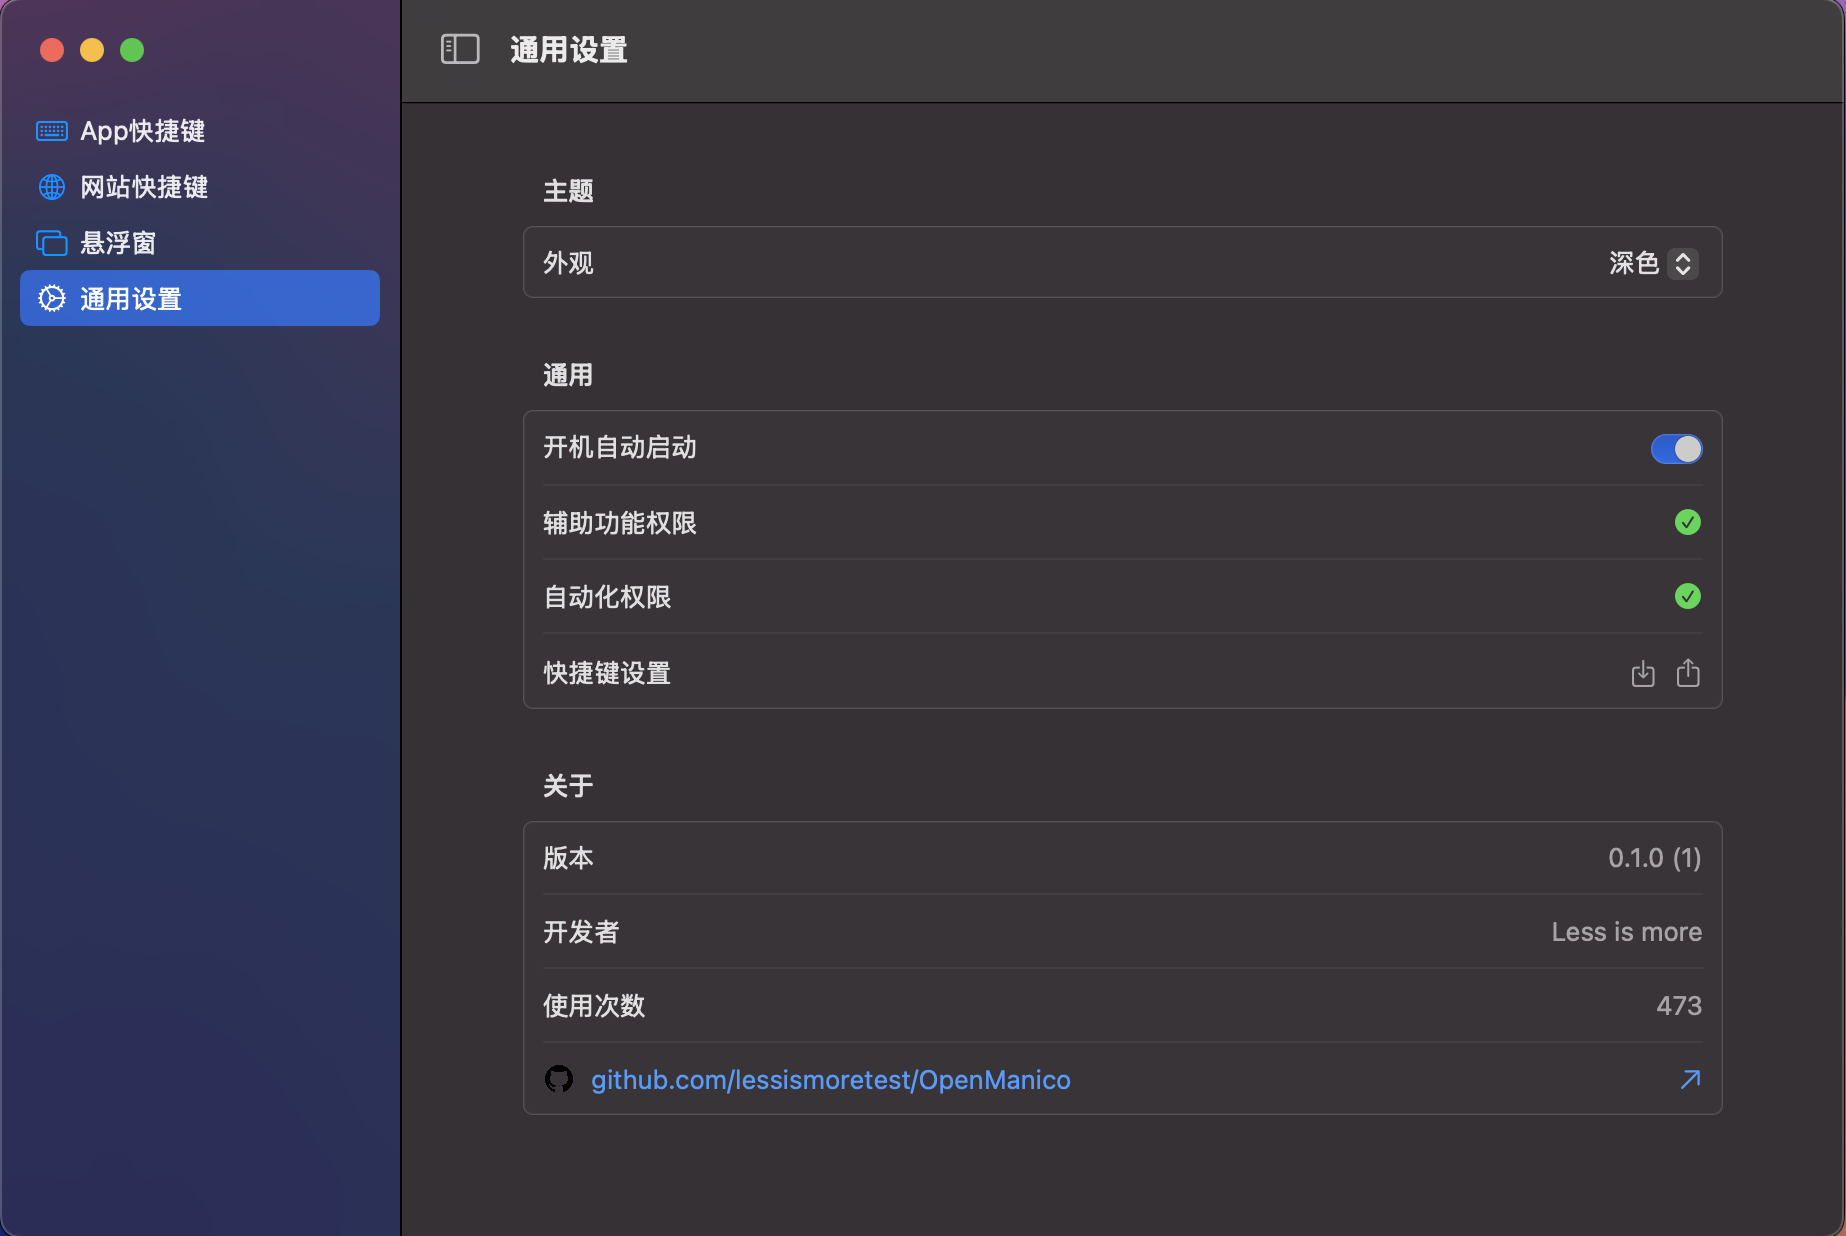 App快捷键
网站快捷键
悬浮窗
通用设置
通用设置
主题
外观 深色
通用
开机自动启动
辅助功能权限
自动化权限
快捷键设置
关于
版本 0.1.0 (1)
开发者 Less is more
使用次数 473
github.com/lessismoretest/OpenManico